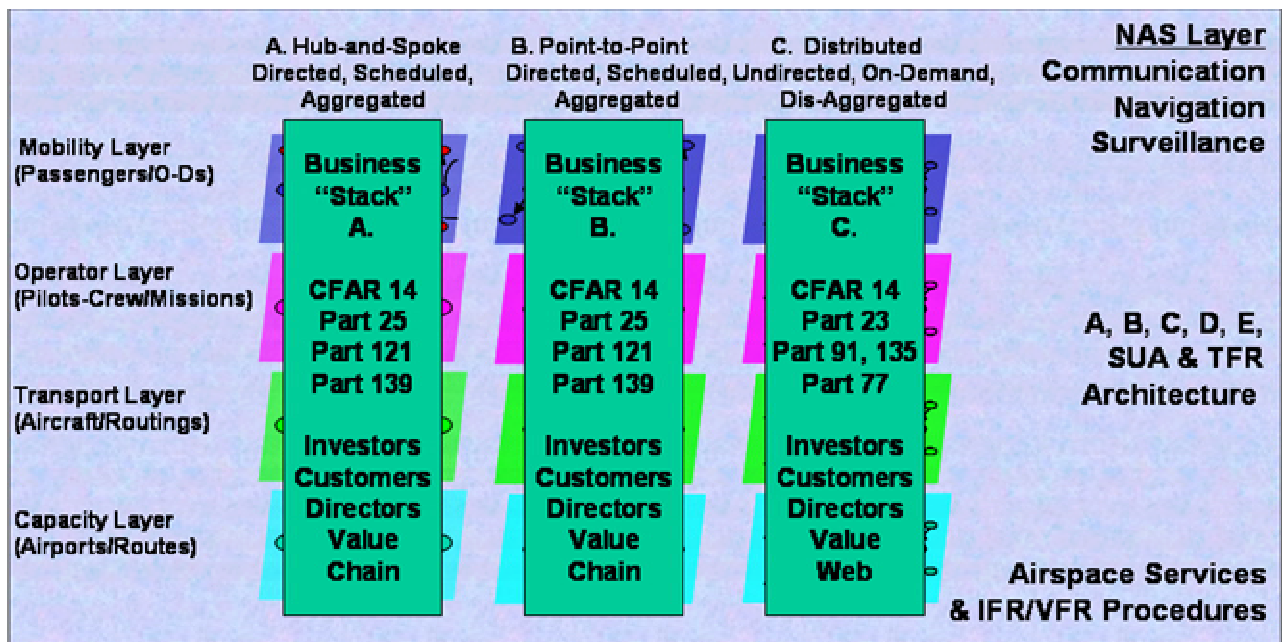 A. Hub-and-Spoke
Directed, Scheduled,
Aggregated
B. Point-to-Point
Directed, Scheduled,
Aggregated
C. Distributed
Undirected, On-Demand,
Dis-Aggregated
NAS Layer
Communication
Navigation
Surveillance
Mobility Layer
(Passengers/O-Ds)
Operator Layer
(Pilots-Crew/Missions)
Transport Layer
(Aircraft/Routings)
Capacity Layer
(Airports/Routes)
Business
“Stack”
A.
CFAR 14
Part 25
Part 121
Part 139
Investors
Customers
Directors
Value
Chain
Business
“Stack”
B.
CFAR 14
Part 25
Part 121
Part 139
Investors
Customers
Directors
Value
Chain
Business
“Stack”
C.
CFAR 14
Part 23
Part 91, 135
Part 77
Investors
Customers
Directors
Value
Web
A, B, C, D, E,
SUA & TFR
Architecture
Airspace Services
& IFR/VFR Procedures